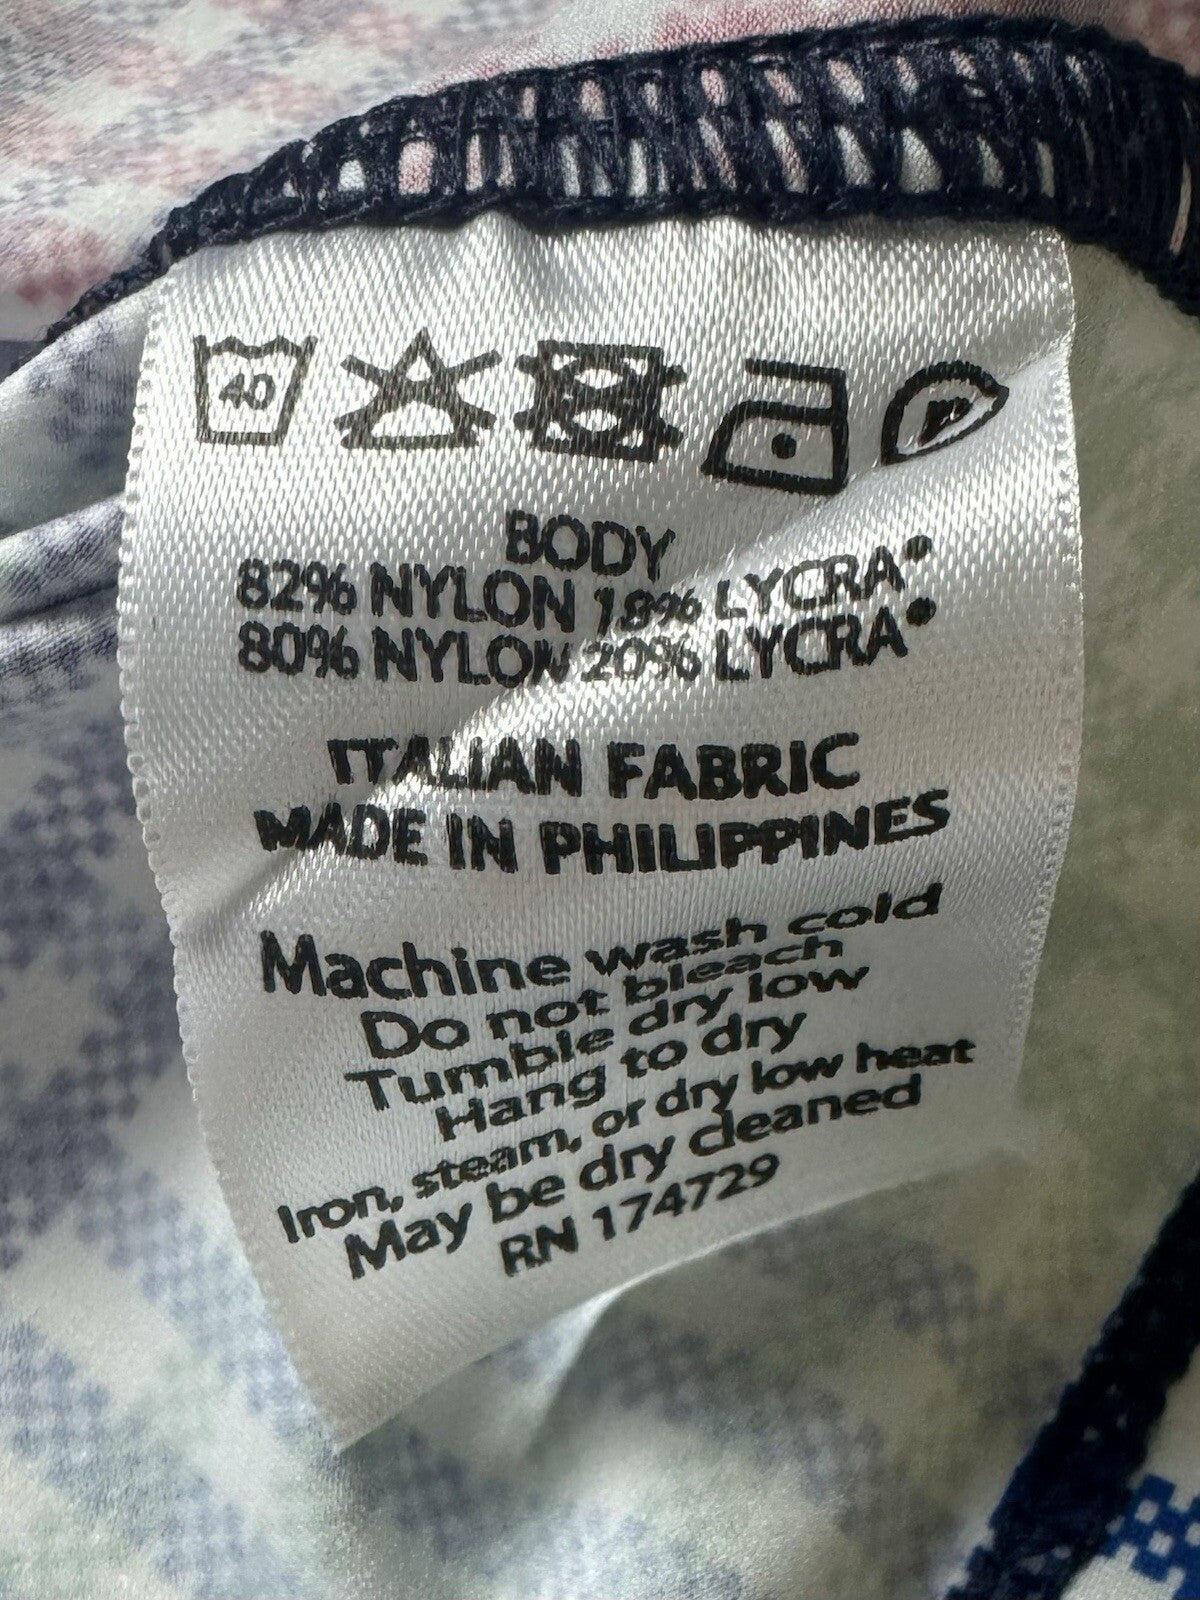 40
P
BODY
82% NYLON 18% LYCRA®
80% NYLON 20% LYCRA®
ITALIAN FABRIC
MADE IN PHILIPPINES
Machine wash cold
Do not bleach
Tumble dry low
Hang to dry
Iron, steam, or dry low heat
May be dry cleaned
RN 174729